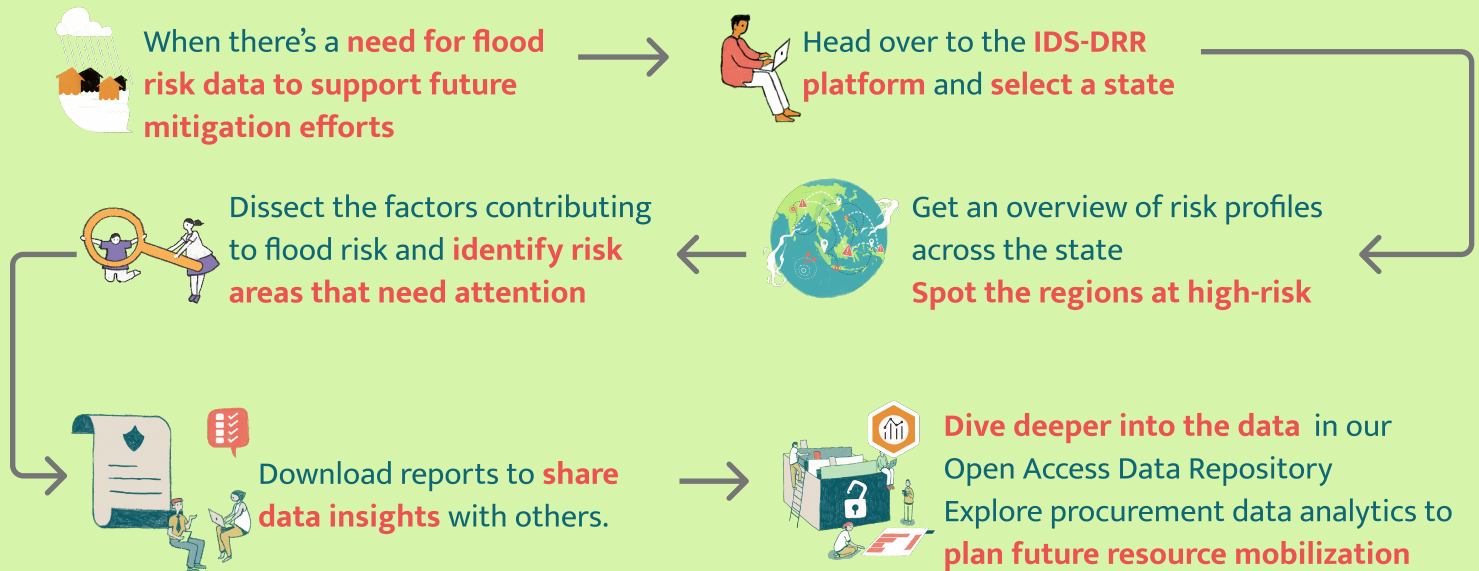 When there's a need for flood
risk data to support future
mitigation efforts
Head over to the IDS-DRR
platform and select a state
Get an overview of risk profiles
across the state
Spot the regions at high-risk
Dissect the factors contributing
to flood risk and identify risk
areas that need attention
Download reports to share
data insights with others.
Dive deeper into the data in our
Open Access Data Repository
Explore procurement data analytics to
plan future resource mobilization